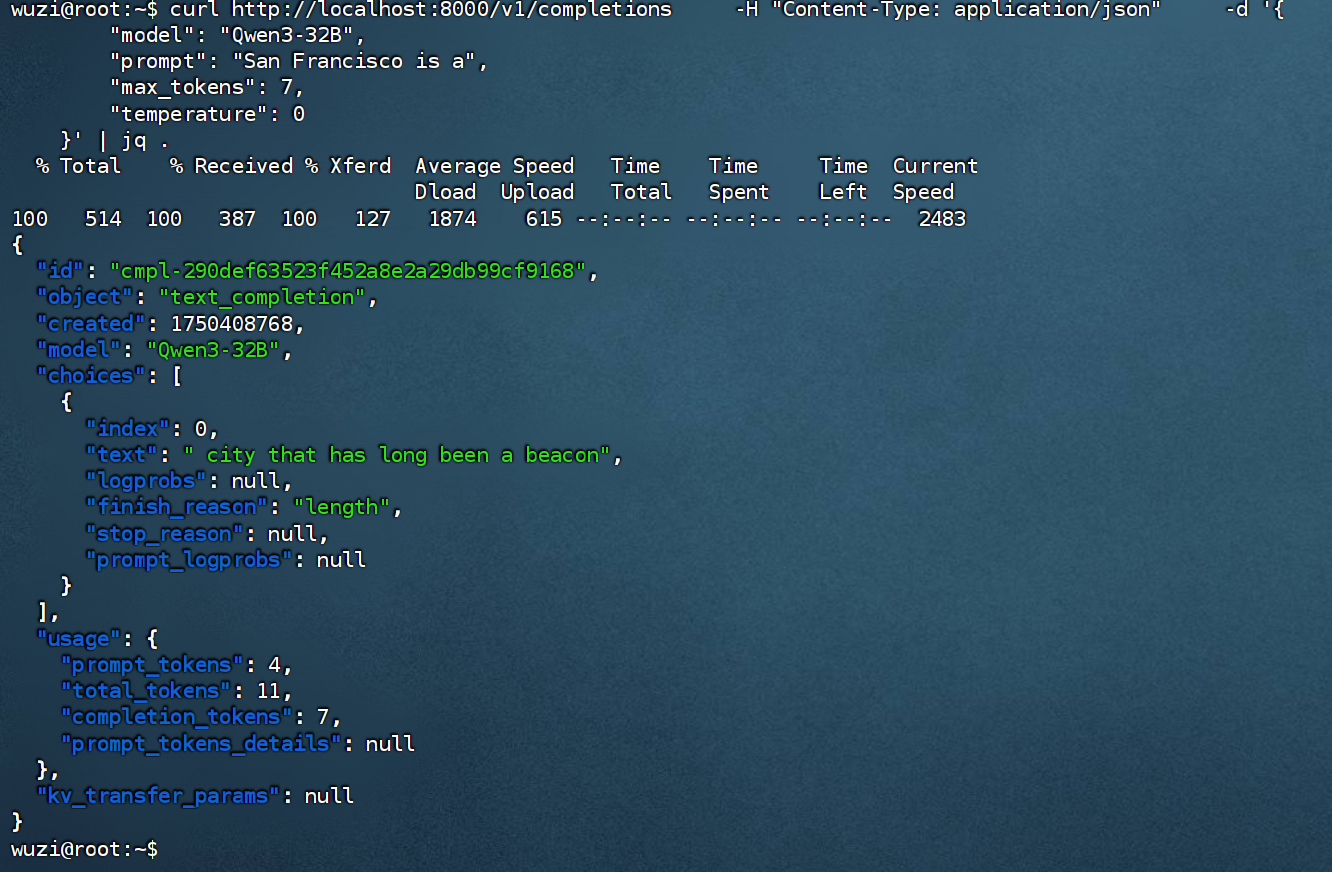 wuzi@root:~$ curl http://localhost:8000/v1/completions     -H "Content-Type: application/json"     -d '{
        "model": "Qwen3-32B",
        "prompt": "San Francisco is a",
        "max_tokens": 7,
        "temperature": 0
    }' | jq .
  % Total    % Received % Xferd  Average Speed   Time    Time     Time  Current
                                 Dload  Upload   Total   Spent    Left  Speed
100   514  100   387  100   127   1874    615 --:--:-- --:--:-- --:--:--  2483
{
  "id": "cmpl-290def63523f452a8e2a29db99cf9168",
  "object": "text_completion",
  "created": 1750408768,
  "model": "Qwen3-32B",
  "choices": [
    {
      "index": 0,
      "text": " city that has long been a beacon",
      "logprobs": null,
      "finish_reason": "length",
      "stop_reason": null,
      "prompt_logprobs": null
    }
  ],
  "usage": {
    "prompt_tokens": 4,
    "total_tokens": 11,
    "completion_tokens": 7,
    "prompt_tokens_details": null
  },
  "kv_transfer_params": null
}
wuzi@root:~$